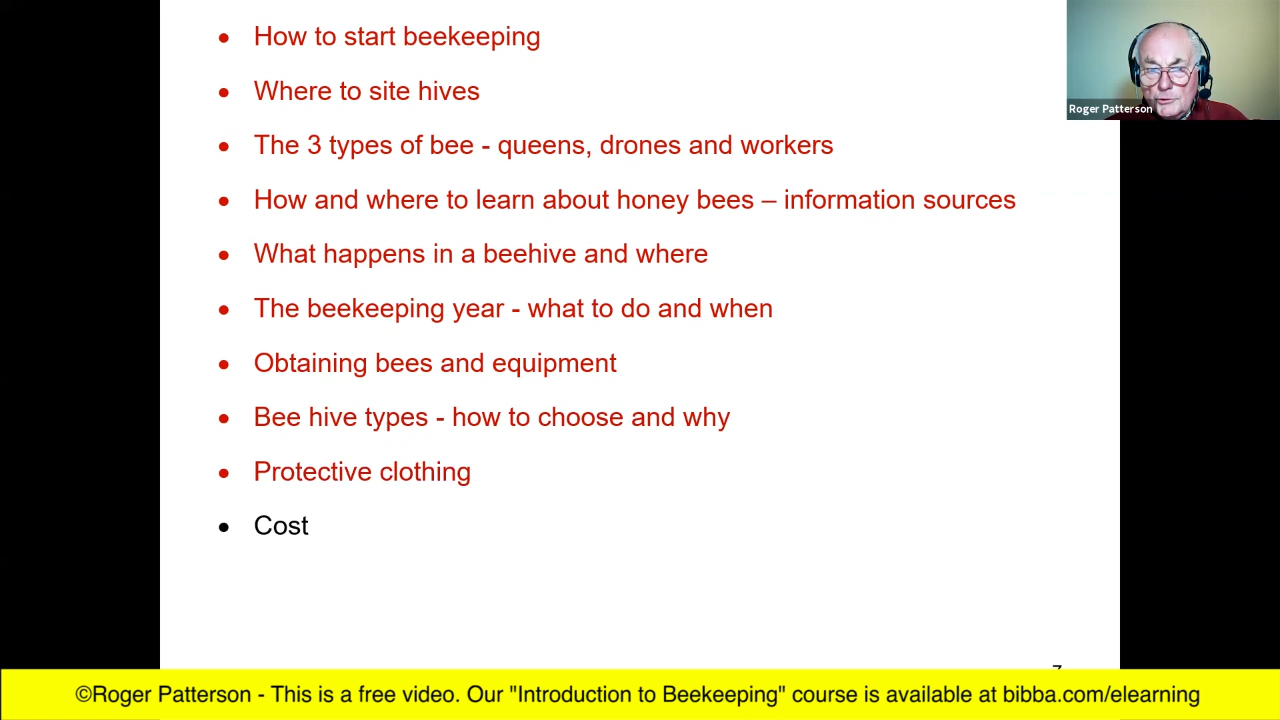 • How to start beekeeping
• Where to site hives
• The 3 types of bee - queens, drones and workers
• How and where to learn about honey bees – information sources
• What happens in a beehive and where
• The beekeeping year - what to do and when
• Obtaining bees and equipment
• Bee hive types - how to choose and why
• Protective clothing
• Cost
Roger Patterson
©Roger Patterson - This is a free video. Our "Introduction to Beekeeping" course is available at bibba.com/elearning